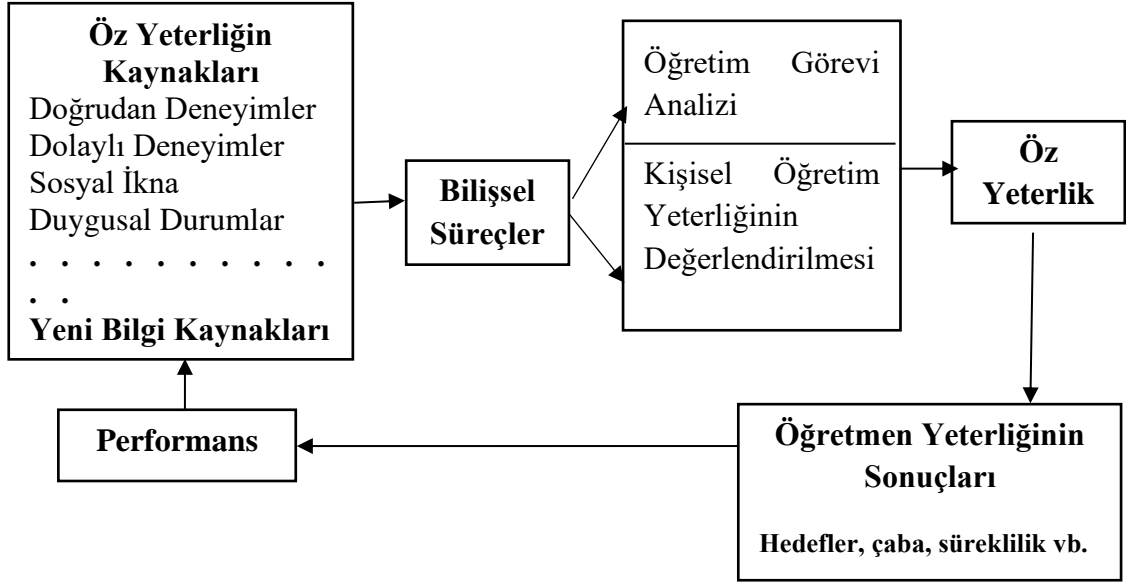 Öz Yeterliğin
Kaynakları
Doğrudan Deneyimler
Dolaylı Deneyimler
Sosyal İkna
Duygusal Durumlar
. . . . . . . . . . .
. .
Yeni Bilgi Kaynakları
Bilişsel
Süreçler
Öğretim Görevi
Analizi
Kişisel Öğretim
Yeterliğinin
Değerlendirilmesi
Öz
Yeterlik
Performans
Öğretmen Yeterliğinin
Sonuçları
Hedefler, çaba, süreklilik vb.